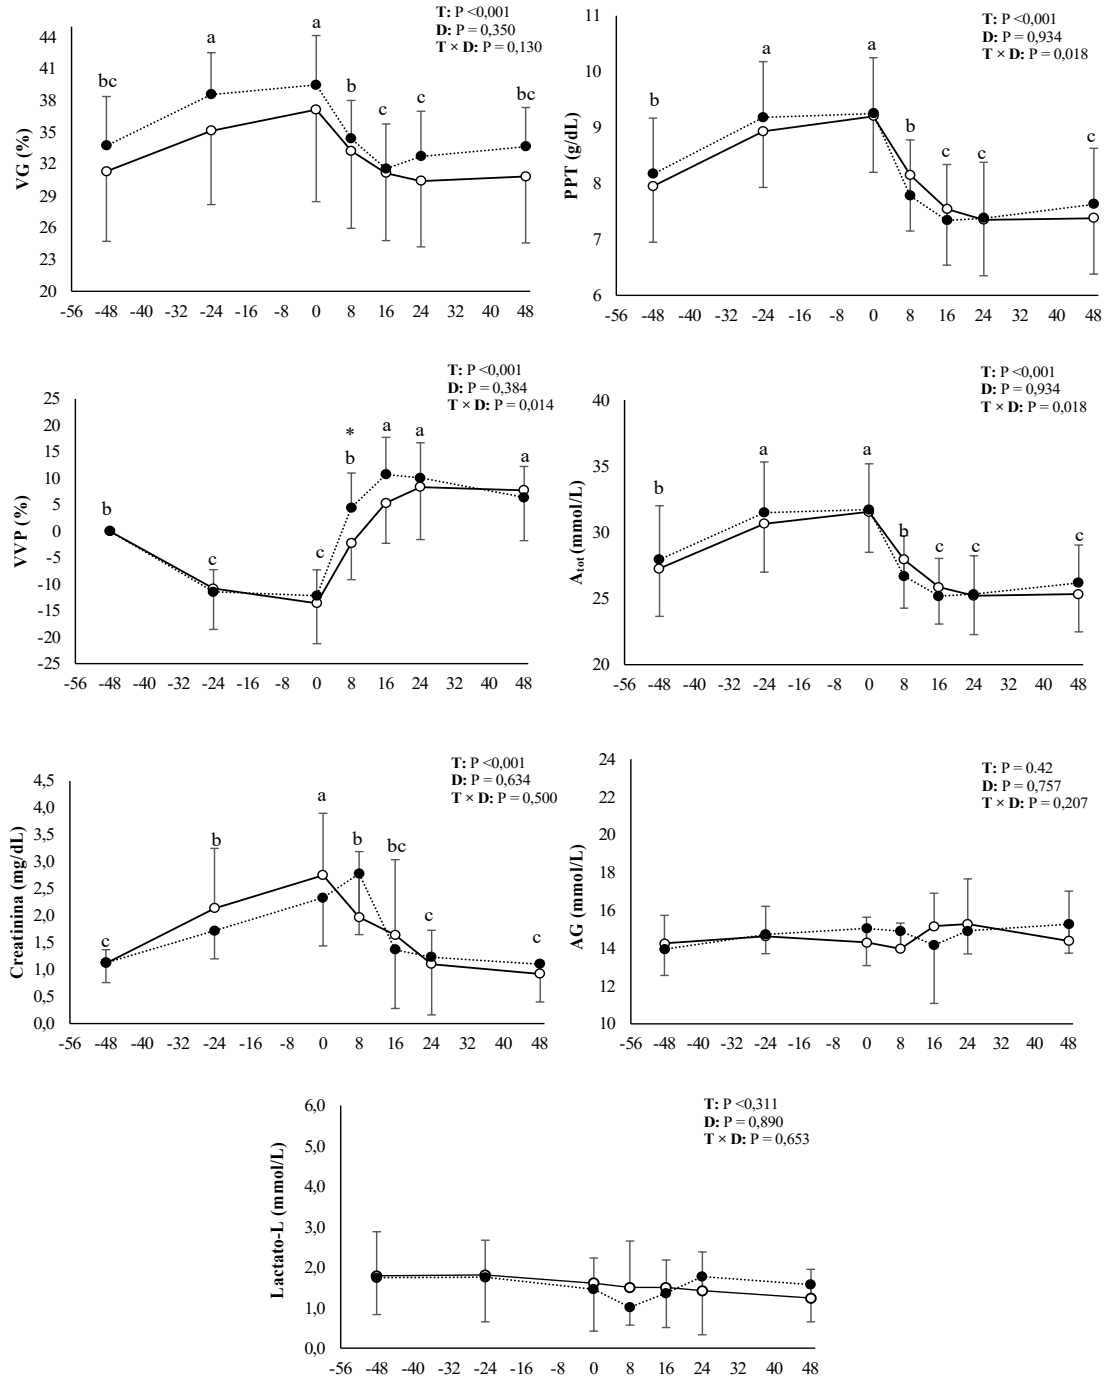 T: P <0,001
D: P = 0,350
T × D: P = 0,130
VG (%)
44
41
38
35
32
29
26
23
20
bc
a
a
b
c
c
bc
-56 -48 -40 -32 -24 -16 -8 0 8 16 24 32 40 48
T: P <0,001
D: P = 0,934
T × D: P = 0,018
PPT (g/dL)
11
10
9
8
7
6
b
a
a
b
c
c
c
-56 -48 -40 -32 -24 -16 -8 0 8 16 24 32 40 48
T: P <0,001
D: P = 0,384
T × D: P = 0,014
VVP (%)
25
20
15
10
5
0
-5
-10
-15
-20
-25
b
c
c
*
b
a
a
a
-56 -48 -40 -32 -24 -16 -8 0 8 16 24 32 40 48
T: P <0,001
D: P = 0,934
T × D: P = 0,018
Atot (mmol/L)
40
35
30
25
20
b
a
a
b
c
c
c
-56 -48 -40 -32 -24 -16 -8 0 8 16 24 32 40 48
T: P <0,001
D: P = 0,634
T × D: P = 0,500
Creatinina (mg/dL)
4,5
4,0
3,5
3,0
2,5
2,0
1,5
1,0
0,5
0,0
c
b
a
b
bc
c
c
-56 -48 -40 -32 -24 -16 -8 0 8 16 24 32 40 48
T: P = 0.42
D: P = 0,757
T × D: P = 0,207
AG (mmol/L)
24
22
20
18
16
14
12
10
-56 -48 -40 -32 -24 -16 -8 0 8 16 24 32 40 48
T: P <0,311
D: P = 0,890
T × D: P = 0,653
Lactato-L (mmol/L)
6,0
5,0
4,0
3,0
2,0
1,0
0,0
-56 -48 -40 -32 -24 -16 -8 0 8 16 24 32 40 48